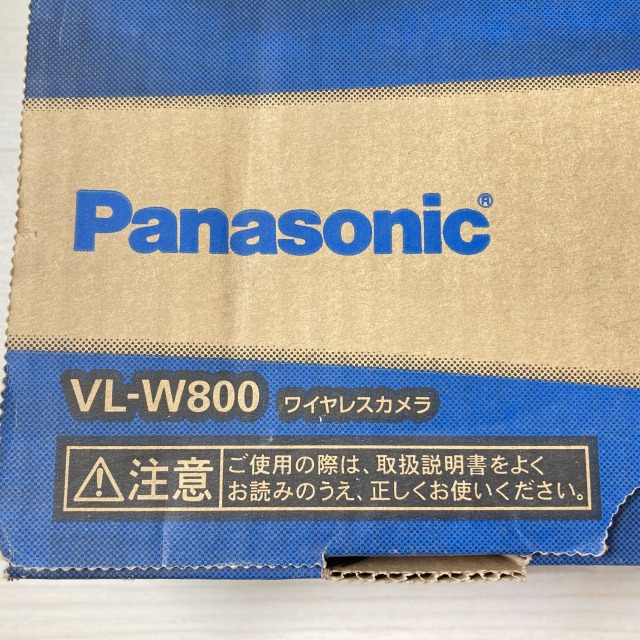 Panasonic®
VL-W800 ワイヤレスカメラ
⚠注意 ご使用の際は、取扱説明書をよく
お読みのうえ、正しくお使いください。